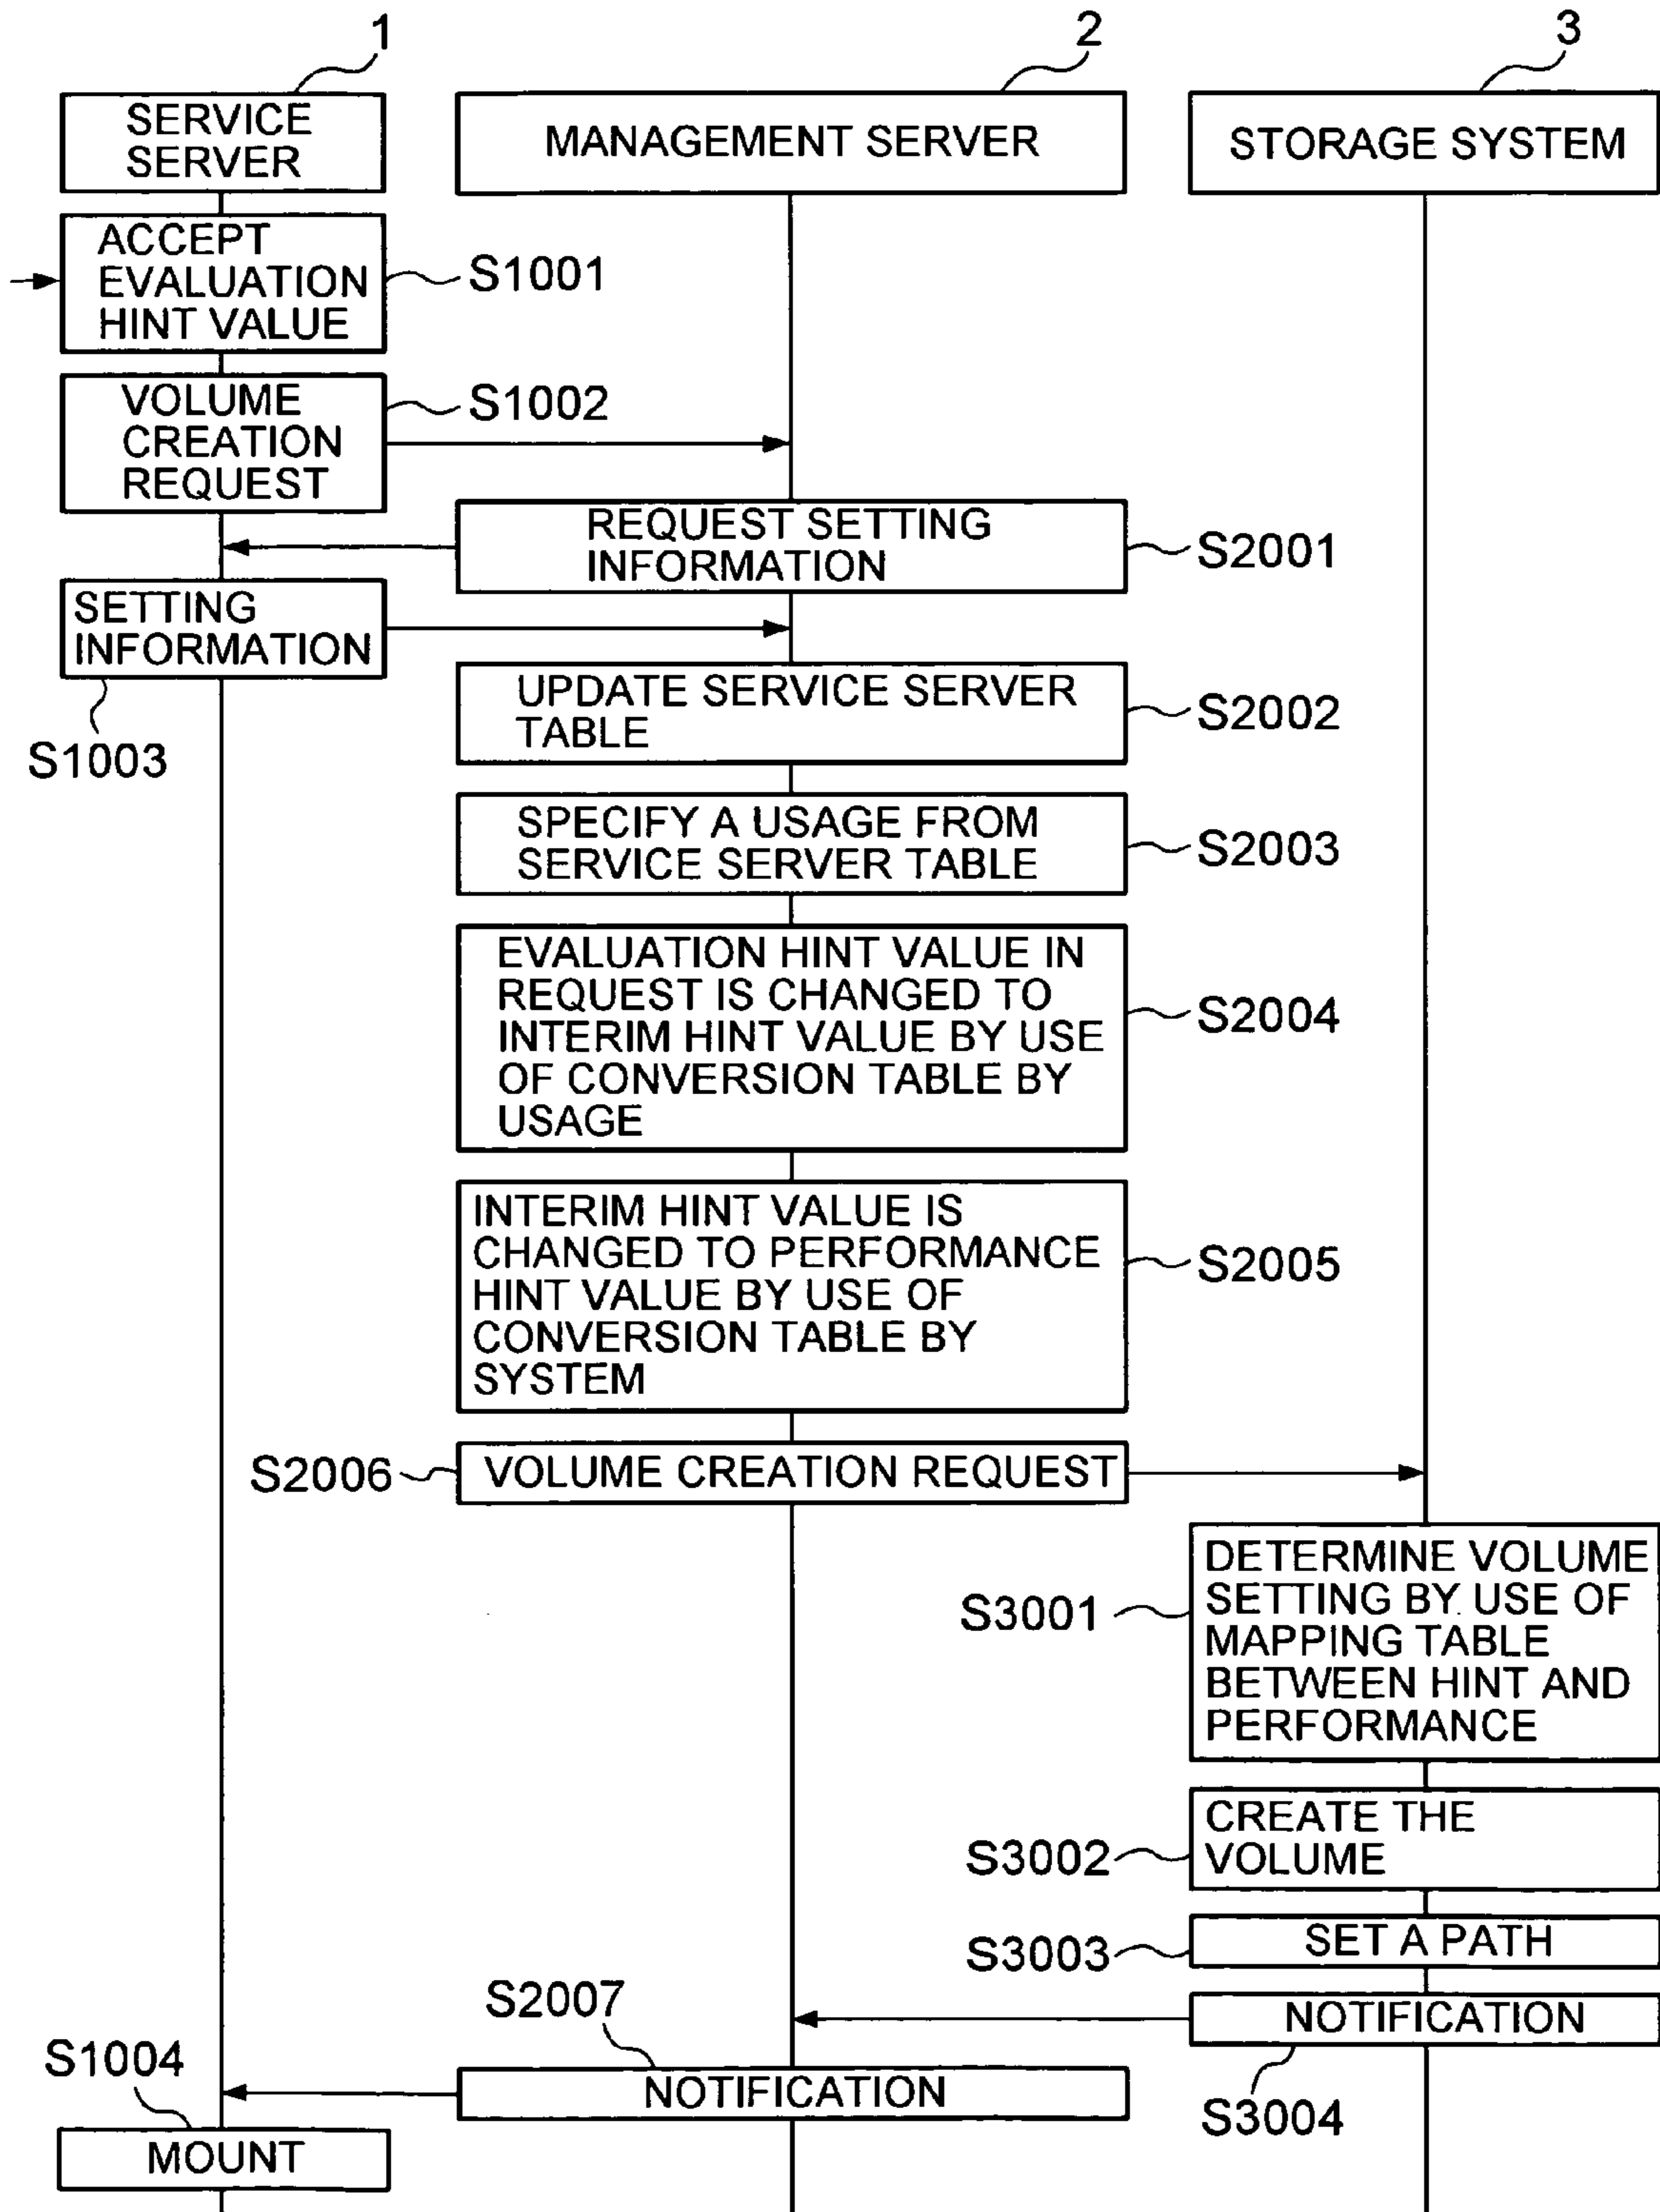 1
2
3
SERVICE
SERVER
MANAGEMENT SERVER
STORAGE SYSTEM
ACCEPT
EVALUATION
HINT VALUE
S1001
VOLUME
CREATION
REQUEST
S1002
REQUEST SETTING
INFORMATION
S2001
SETTING
INFORMATION
S1003
UPDATE SERVICE SERVER
TABLE
S2002
SPECIFY A USAGE FROM
SERVICE SERVER TABLE
S2003
EVALUATION HINT VALUE IN
REQUEST IS CHANGED TO
INTERIM HINT VALUE BY USE
OF CONVERSION TABLE BY
USAGE
S2004
INTERIM HINT VALUE IS
CHANGED TO PERFORMANCE
HINT VALUE BY USE OF
CONVERSION TABLE BY
SYSTEM
S2005
S2006
VOLUME CREATION REQUEST
S3001
DETERMINE VOLUME
SETTING BY USE OF
MAPPING TABLE
BETWEEN HINT AND
PERFORMANCE
S3002
CREATE THE
VOLUME
S3003
SET A PATH
NOTIFICATION
S3004
S2007
NOTIFICATION
S1004
MOUNT